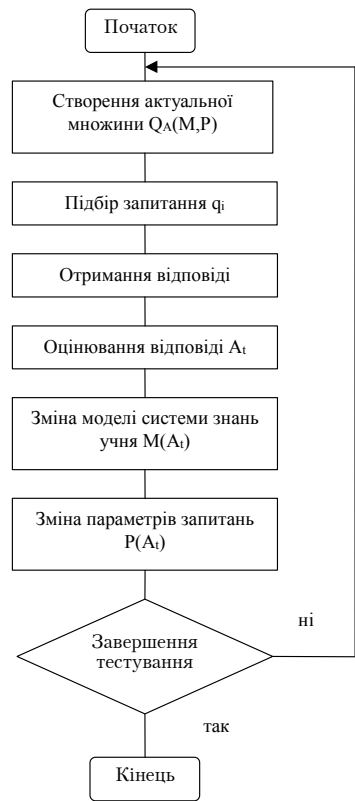 Початок
Створення актуальної
множини QА(М,Р)
Підбір запитання qi
Отримання відповіді
Оцінювання відповіді At
Зміна моделі системи знань
учня M(At)
Зміна параметрів запитань
P(At)
Завершення
тестування
ні
так
Кінець